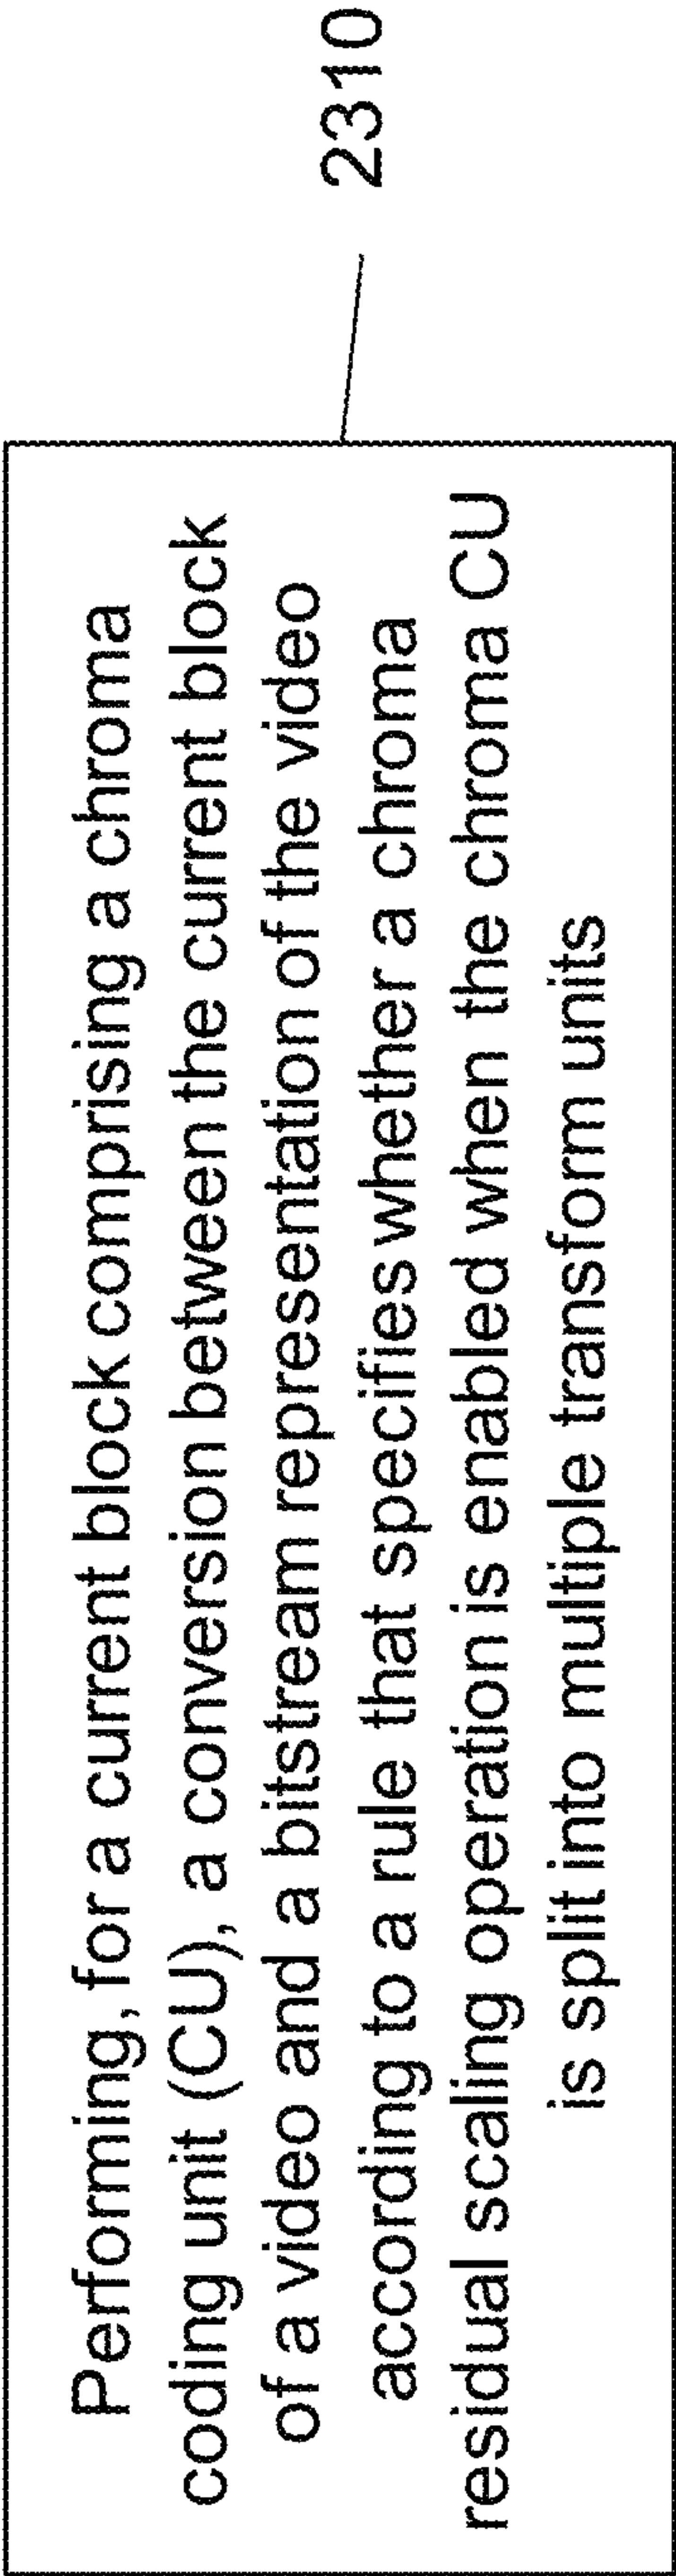 Performing, for a current block comprising a chroma
coding unit (CU), a conversion between the current block
of a video and a bitstream representation of the video
according to a rule that specifies whether a chroma
residual scaling operation is enabled when the chroma CU
is split into multiple transform units
2310